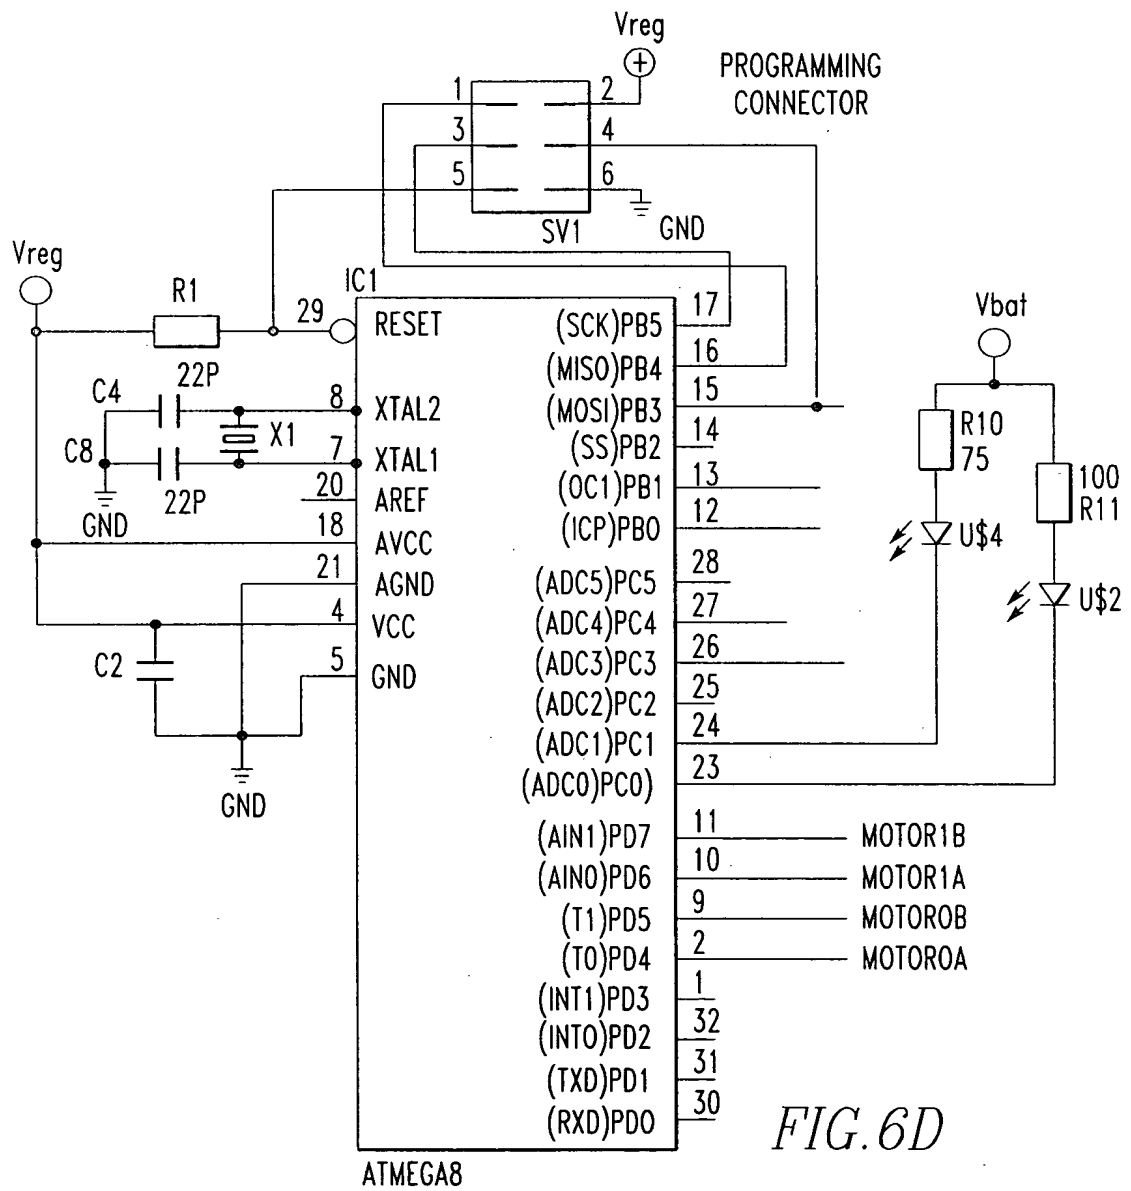 Vreg
PROGRAMMING
CONNECTOR
1
2
3
4
5
6
SV1
GND
Vreg
R1
29
IC1
RESET
(SCK)PB5
17
22P
C4
8
XTAL2
(MISO)PB4
16
X1
(MOSI)PB3
15
C8
7
XTAL1
(SS)PB2
14
22P
GND
20
AREF
(OC1)PB1
13
18
AVCC
(ICP)PB0
12
21
AGND
(ADC5)PC5
28
4
VCC
(ADC4)PC4
27
C2
5
GND
(ADC3)PC3
26
(ADC2)PC2
25
(ADC1)PC1
24
(ADC0)PC0)
23
GND
Vbat
R10
75
100
R11
U$4
U$2
(AIN1)PD7
11
MOTOR1B
(AIN0)PD6
10
MOTOR1A
(T1)PD5
9
MOTOR0B
(T0)PD4
2
MOTOR0A
(INT1)PD3
1
(INT0)PD2
32
(TXD)PD1
31
(RXD)PD0
30
ATMEGA8
FIG.6D